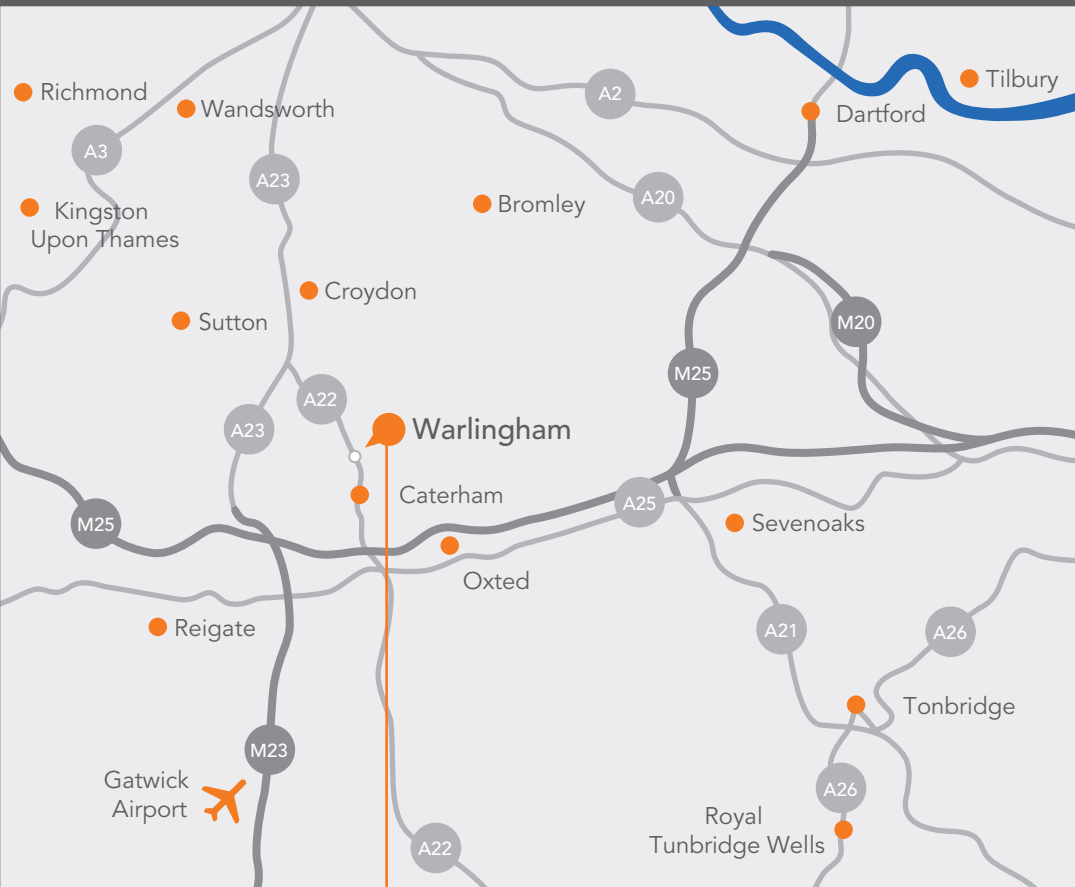 Richmond
Wandsworth
A2
Tilbury
Dartford
A3
A23
A20
Bromley
Kingston
Upon Thames
Croydon
Sutton
M20
M25
A22
A23
Warlingham
Caterham
A25
M25
Sevenoaks
Oxted
Reigate
A21
A26
Tonbridge
M23
Gatwick
Airport
A26
Royal
Tunbridge Wells
A22